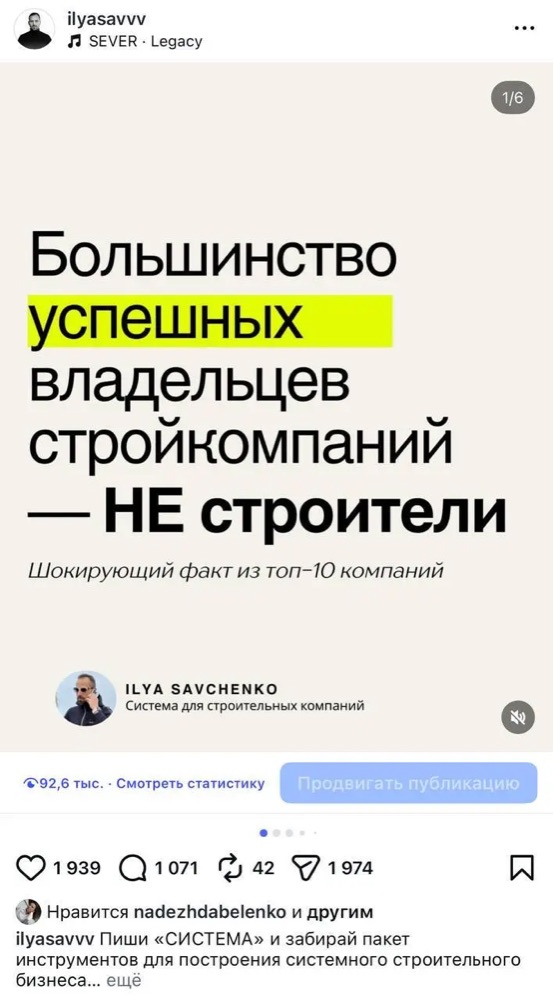 ilyasavvv
SEVER · Legacy
1/6
Большинство
успешных
владельцев
стройкомпаний
— НЕ строители
Шокирующий факт из топ-10 компаний
ILYA SAVCHENKO
Система для строительных компаний
92,6 тыс. · Смотреть статистику
Продвигать публикацию
1 939 1 071 42 1 974
Нравится nadezhdabelenko и другим
ilyasavvv Пиши «СИСТЕМА» и забирай пакет
инструментов для построения системного строительного
бизнеса... ещё